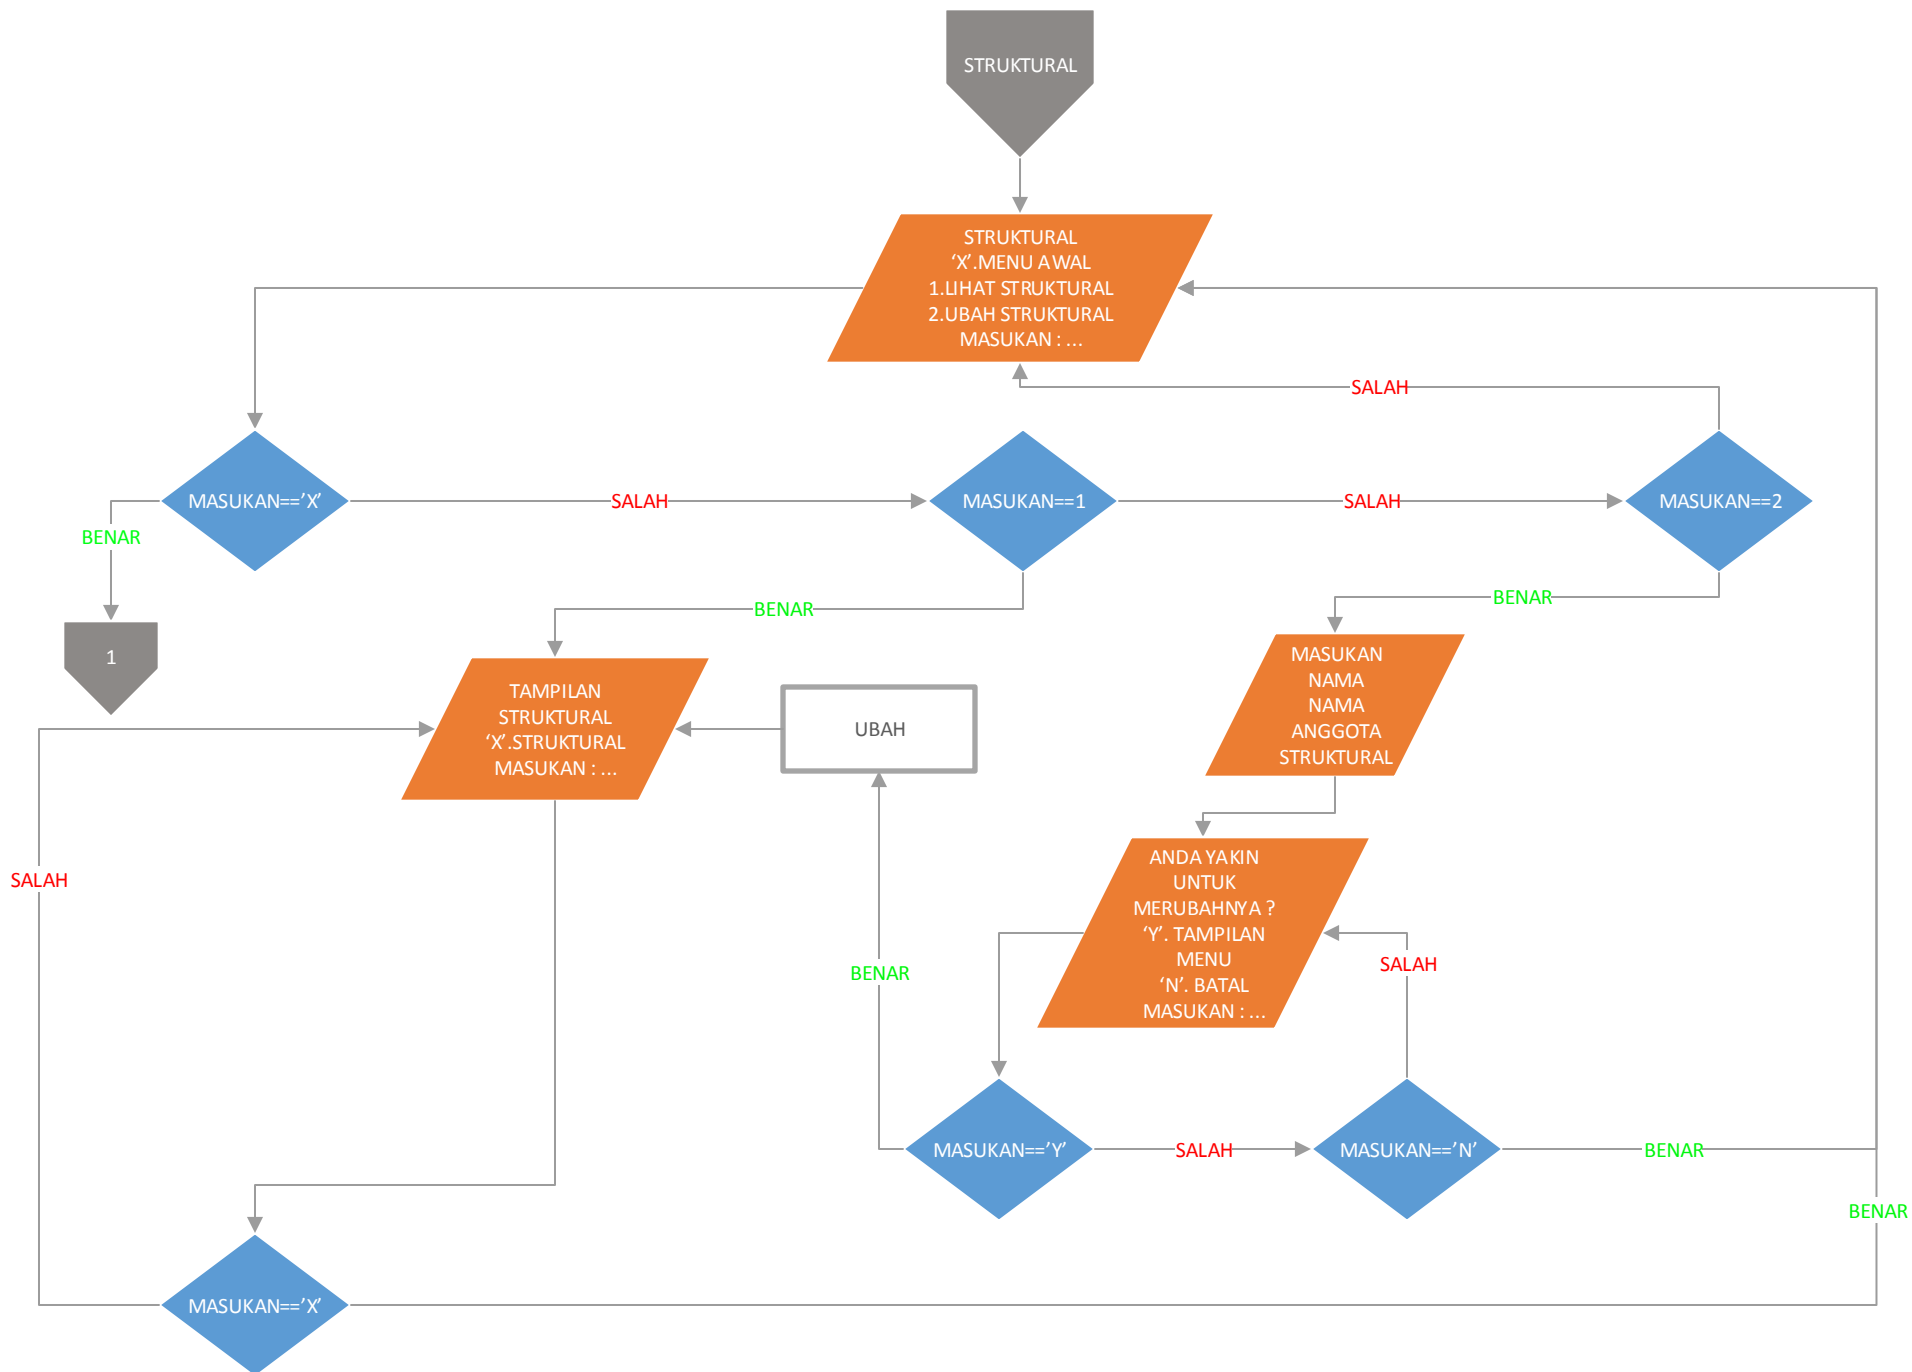 STRUKTURAL
STRUKTURAL
‘X’.MENU AWAL
1.LIHAT STRUKTURAL
2.UBAH STRUKTURAL
MASUKAN : ...
SALAH
MASUKAN==’X’
SALAH
MASUKAN==1
SALAH
MASUKAN==2
BENAR
BENAR
BENAR
1
TAMPILAN
STRUKTURAL
‘X’.STRUKTURAL
MASUKAN : ...
UBAH
MASUKAN
NAMA
NAMA
ANGGOTA
STRUKTURAL
SALAH
ANDA YAKIN
UNTUK
MERUBAHNYA ?
‘Y’. TAMPILAN
MENU
‘N’. BATAL
MASUKAN : ...
BENAR
SALAH
MASUKAN==’Y’
SALAH
MASUKAN==’N’
BENAR
BENAR
MASUKAN==’X’